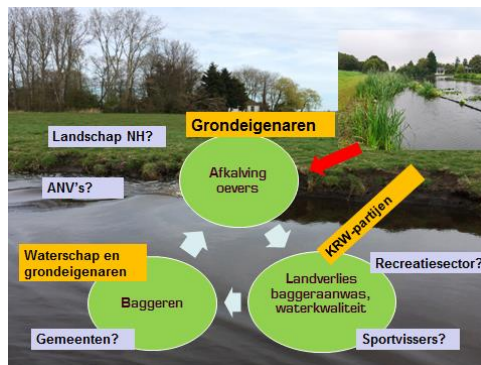 Grondeigenaren
Landschap NH?
Afkalving
oevers
ANV's?
KRW-partijen
Waterschap en
grondeigenaren
Recreatiesector?
Landverlies
baggeraanwas,
waterkwaliteit
Baggeren
Gemeenten?
Sportvissers?